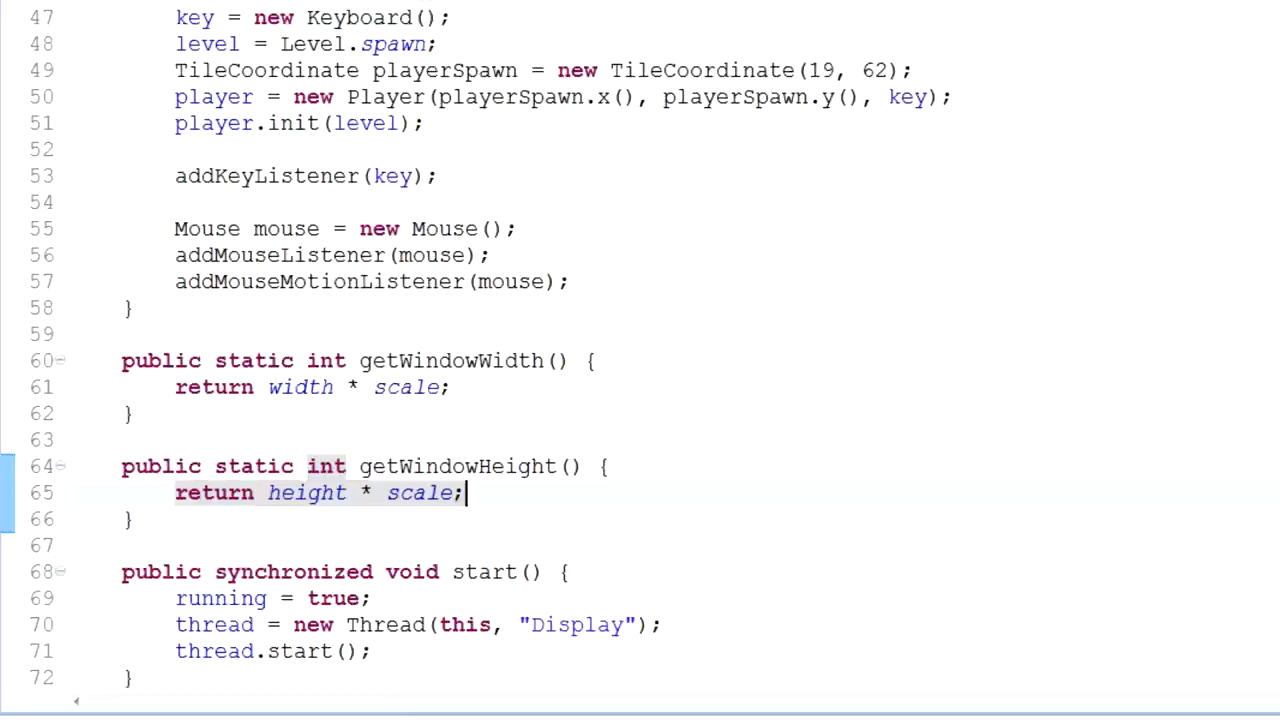 47 key = new Keyboard();
48 level = Level.spawn;
49 TileCoordinate playerSpawn = new TileCoordinate(19, 62);
50 player = new Player(playerSpawn.x(), playerSpawn.y(), key);
51 player.init(level);
52
53 addKeyListener(key);
54
55 Mouse mouse = new Mouse();
56 addMouseListener(mouse);
57 addMouseMotionListener(mouse);
58 }
59
60 public static int getWindowWidth() {
61 return width * scale;
62 }
63
64 public static int getWindowHeight() {
65 return height * scale;
66 }
67
68 public synchronized void start() {
69 running = true;
70 thread = new Thread(this, "Display");
71 thread.start();
72 }